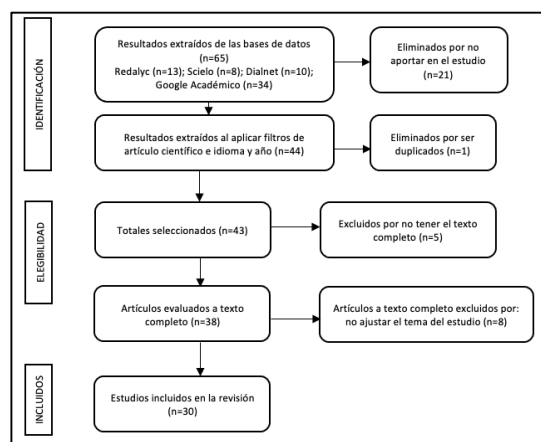 IDENTIFICACIÓN
Resultados extraídos de las bases de datos
(n=65)
Redalyc (n=13); Scielo (n=8); Dialnet (n=10);
Google Académico (n=34)
Eliminados por no
aportar en el estudio
(n=21)
Resultados extraídos al aplicar filtros de
artículo científico e idioma y año (n=44)
Eliminados por ser
duplicados (n=1)
ELEGIBILIDAD
Totales seleccionados (n=43)
Excluidos por no tener el texto
completo (n=5)
Artículos evaluados a texto
completo (n=38)
Artículos a texto completo excluidos por:
no ajustar el tema del estudio (n=8)
INCLUIDOS
Estudios incluidos en la revisión
(n=30)